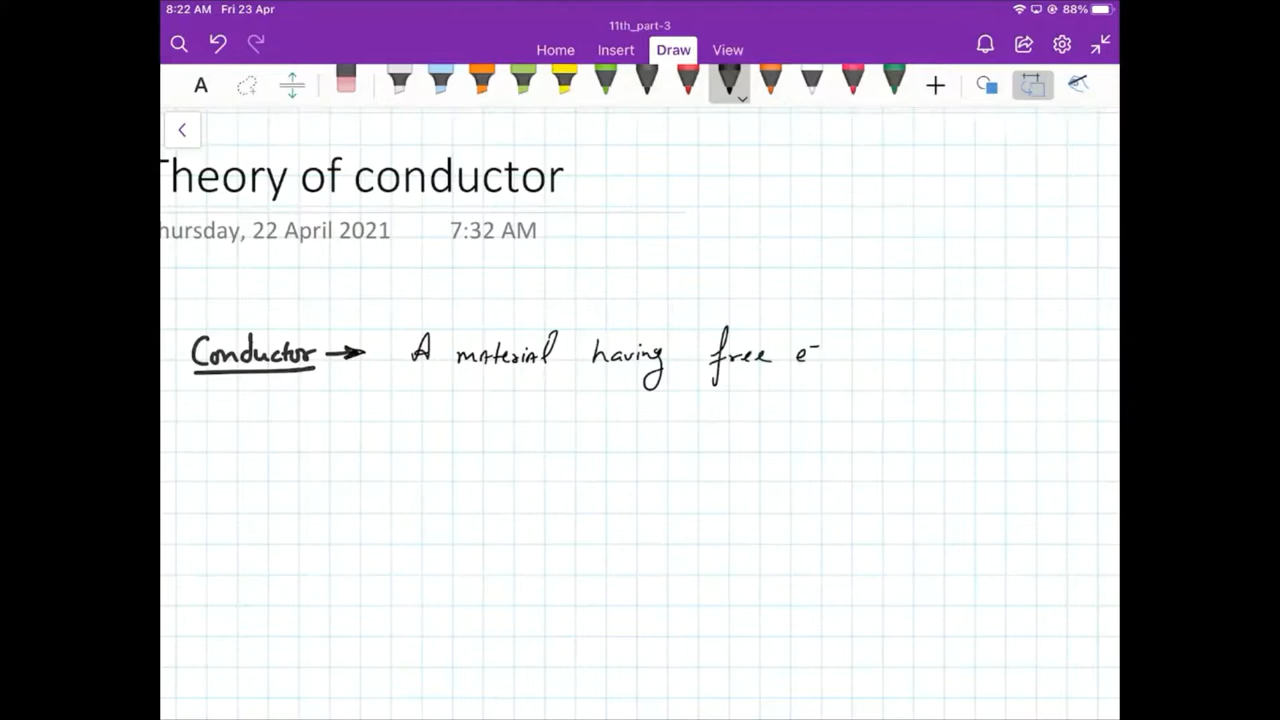 8:22 AM Fri 23 Apr
88%
11th_part-3
Home Insert Draw View
A
Theory of conductor
hursday, 22 April 2021 7:32 AM
Conductor → A material having free e⁻